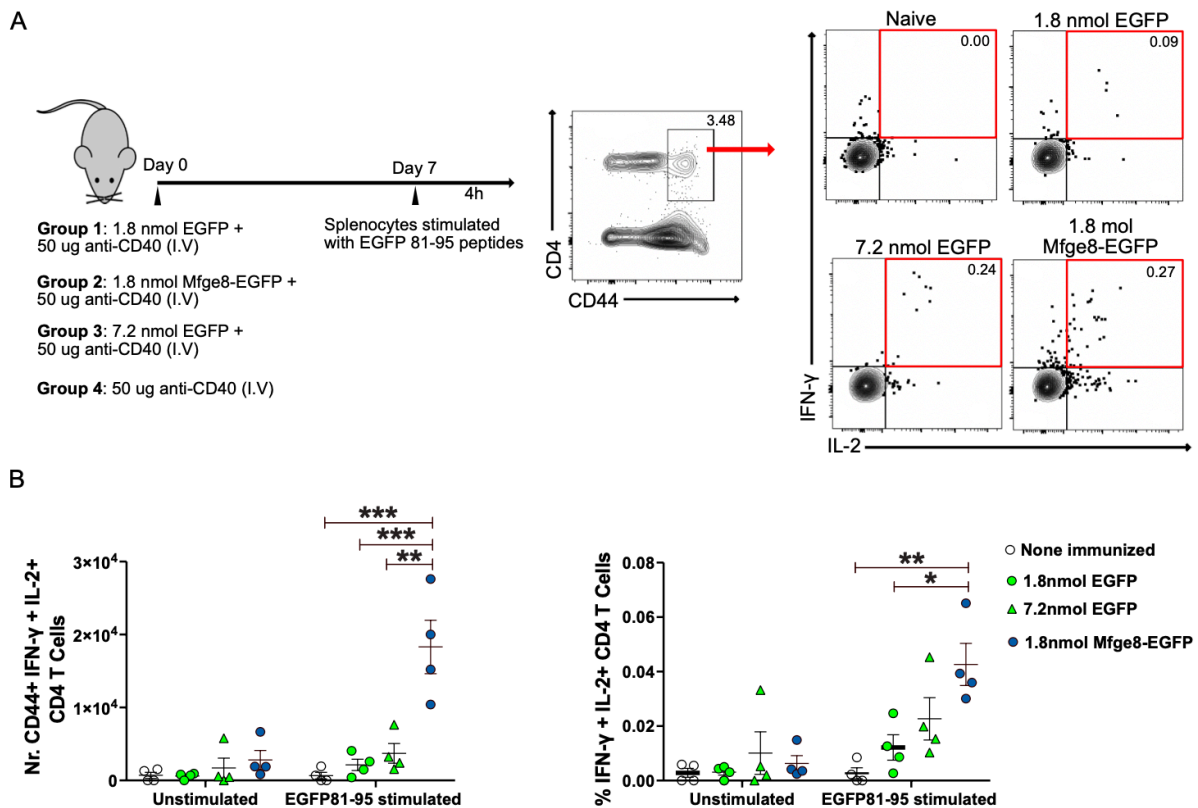 A
Day 0
Day 7
4h
Splenocytes stimulated
with EGFP 81-95 peptides
Group 1: 1.8 nmol EGFP +
50 ug anti-CD40 (I.V)
Group 2: 1.8 nmol Mfge8-EGFP +
50 ug anti-CD40 (I.V)
Group 3: 7.2 nmol EGFP +
50 ug anti-CD40 (I.V)
Group 4: 50 ug anti-CD40 (I.V)
3.48
CD4
CD44
Naive
0.00
1.8 nmol EGFP
0.09
7.2 nmol EGFP
0.24
1.8 mol
Mfge8-EGFP
0.27
IFN-γ
IL-2
B
Nr. CD44+ IFN-γ + IL-2+
CD4 T Cells
3×10⁴
2×10⁴
1×10⁴
0
***
***
**
Unstimulated
EGFP81-95 stimulated
% IFN-γ + IL-2+ CD4 T Cells
0.08
0.06
0.04
0.02
0.00
**
*
Unstimulated
EGFP81-95 stimulated
None immunized
1.8nmol EGFP
7.2nmol EGFP
1.8nmol Mfge8-EGFP